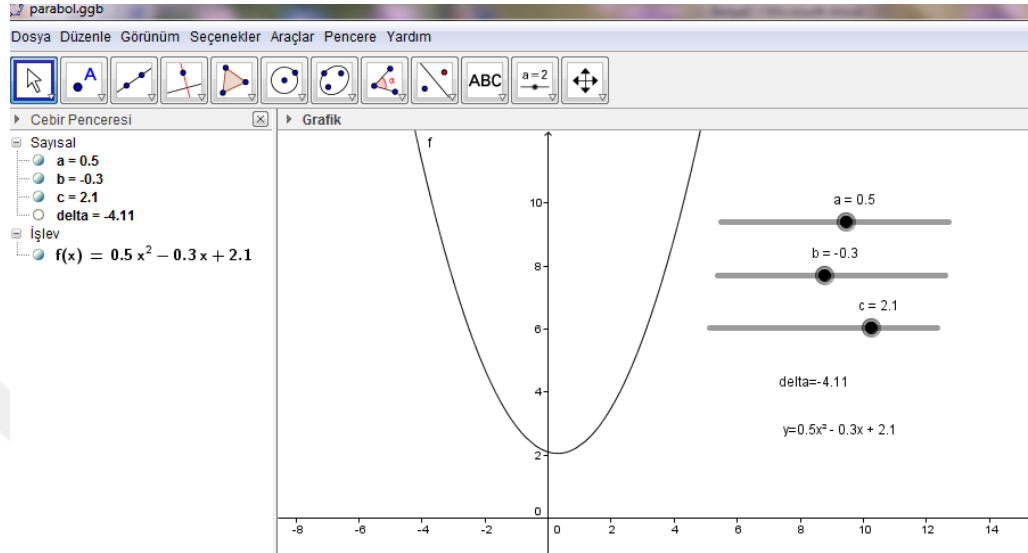 parabol.ggb
Dosya Düzenle Görünüm Seçenekler Araçlar Pencere Yardım
A
α
ABC
a=2
Cebir Penceresi
Grafik
Sayısal
a = 0.5
b = -0.3
c = 2.1
delta = -4.11
İşlev
f(x) = 0.5 x² − 0.3 x + 2.1
f
10
8
6
4
2
0
-8 -6 -4 -2 0 2 4 6 8 10 12 14
a = 0.5
b = -0.3
c = 2.1
delta=-4.11
y=0.5x² - 0.3x + 2.1